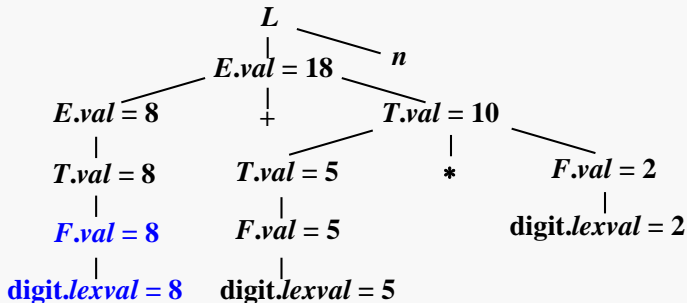 L
n
E.val = 18
E.val = 8 + T.val = 10
T.val = 8 T.val = 5 * F.val = 2
F.val = 8 F.val = 5 digit.lexval = 2
digit.lexval = 8 digit.lexval = 5